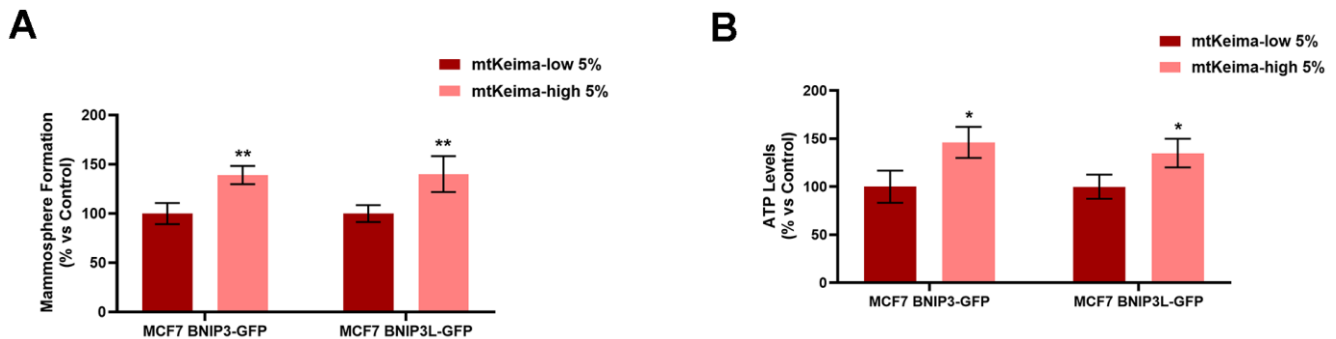 A
mtKeima-low 5%
mtKeima-high 5%
Mammosphere Formation
(% vs Control)
200
150
100
50
0
**
**
MCF7 BNIP3-GFP
MCF7 BNIP3L-GFP
B
mtKeima-low 5%
mtKeima-high 5%
ATP Levels
(% vs Control)
200
150
100
50
0
*
*
MCF7 BNIP3-GFP
MCF7 BNIP3L-GFP